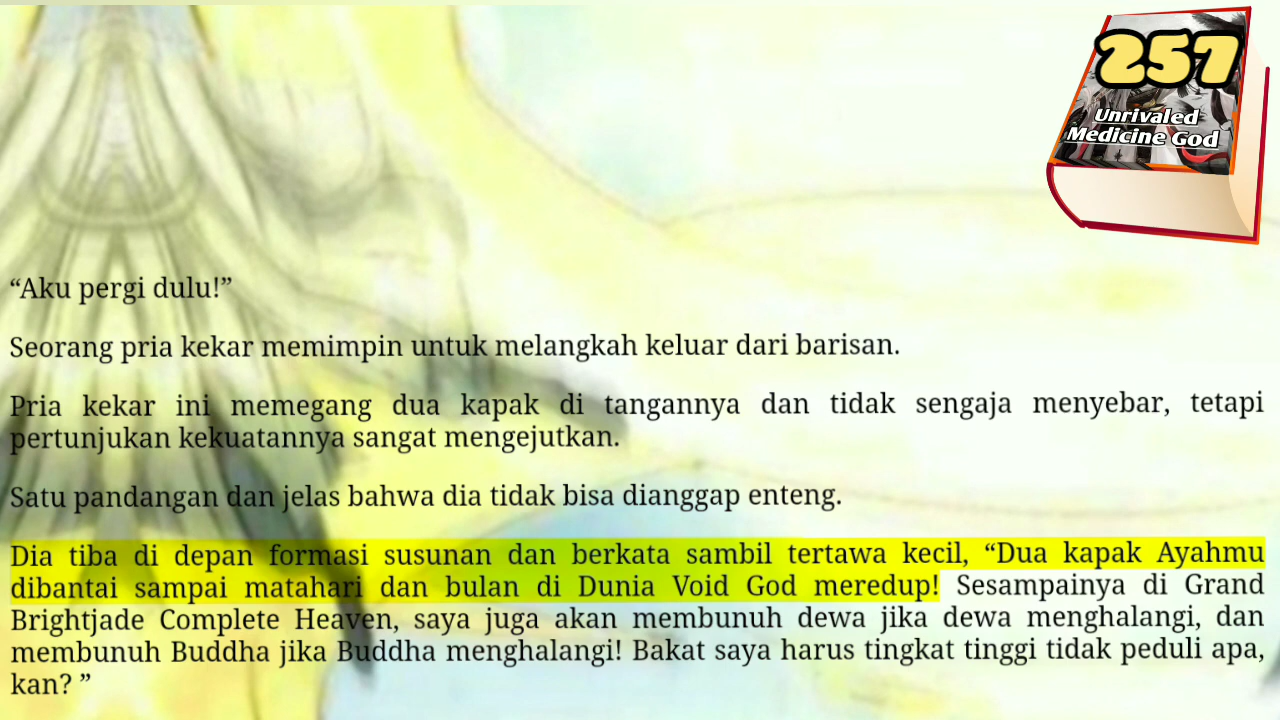 257
Unrivaled
Medicine God
“Aku pergi dulu!”
Seorang pria kekar memimpin untuk melangkah keluar dari barisan.
Pria kekar ini memegang dua kapak di tangannya dan tidak sengaja menyebar, tetapi
pertunjukan kekuatannya sangat mengejutkan.
Satu pandangan dan jelas bahwa dia tidak bisa dianggap enteng.
Dia tiba di depan formasi susunan dan berkata sambil tertawa kecil, “Dua kapak Ayahmu
dibantai sampai matahari dan bulan di Dunia Void God meredup! Sesampainya di Grand
Brightjade Complete Heaven, saya juga akan membunuh dewa jika dewa menghalangi, dan
membunuh Buddha jika Buddha menghalangi! Bakat saya harus tingkat tinggi tidak peduli apa,
kan? ”